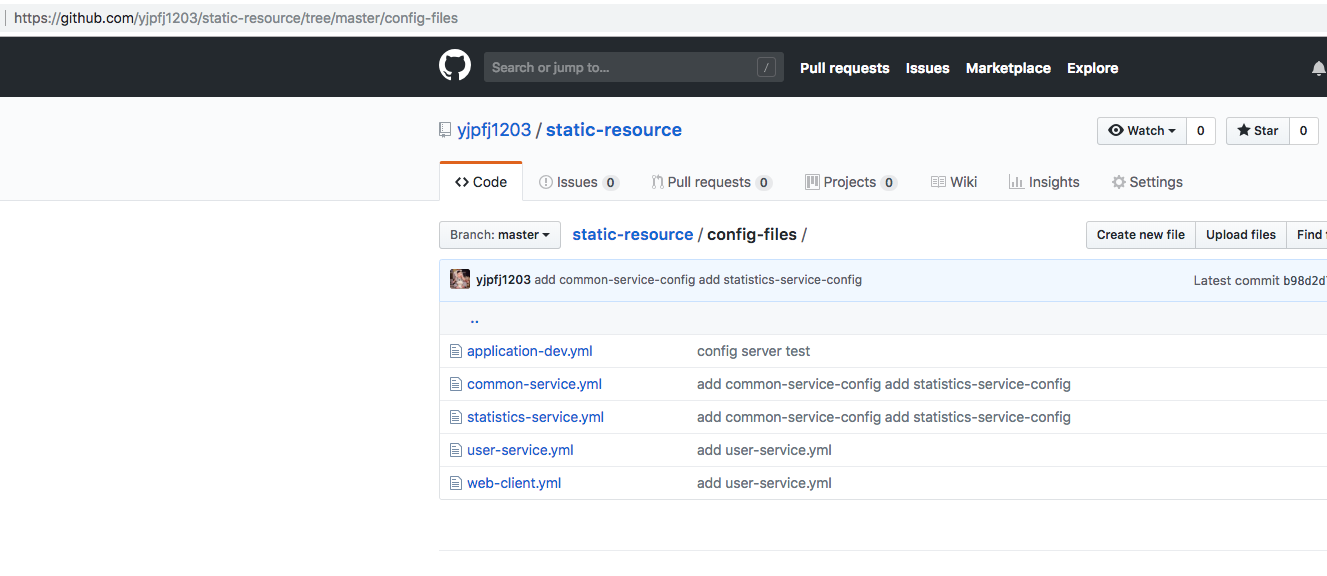 https://github.com/yjpfj1203/static-resource/tree/master/config-files
Search or jump to... / Pull requests Issues Marketplace Explore
yjpfj1203 / static-resource Watch 0 Star 0
Code Issues 0 Pull requests 0 Projects 0 Wiki Insights Settings
Branch: master static-resource / config-files / Create new file Upload files Find
yjpfj1203 add common-service-config add statistics-service-config Latest commit b98d2d
..
application-dev.yml config server test
common-service.yml add common-service-config add statistics-service-config
statistics-service.yml add common-service-config add statistics-service-config
user-service.yml add user-service.yml
web-client.yml add user-service.yml